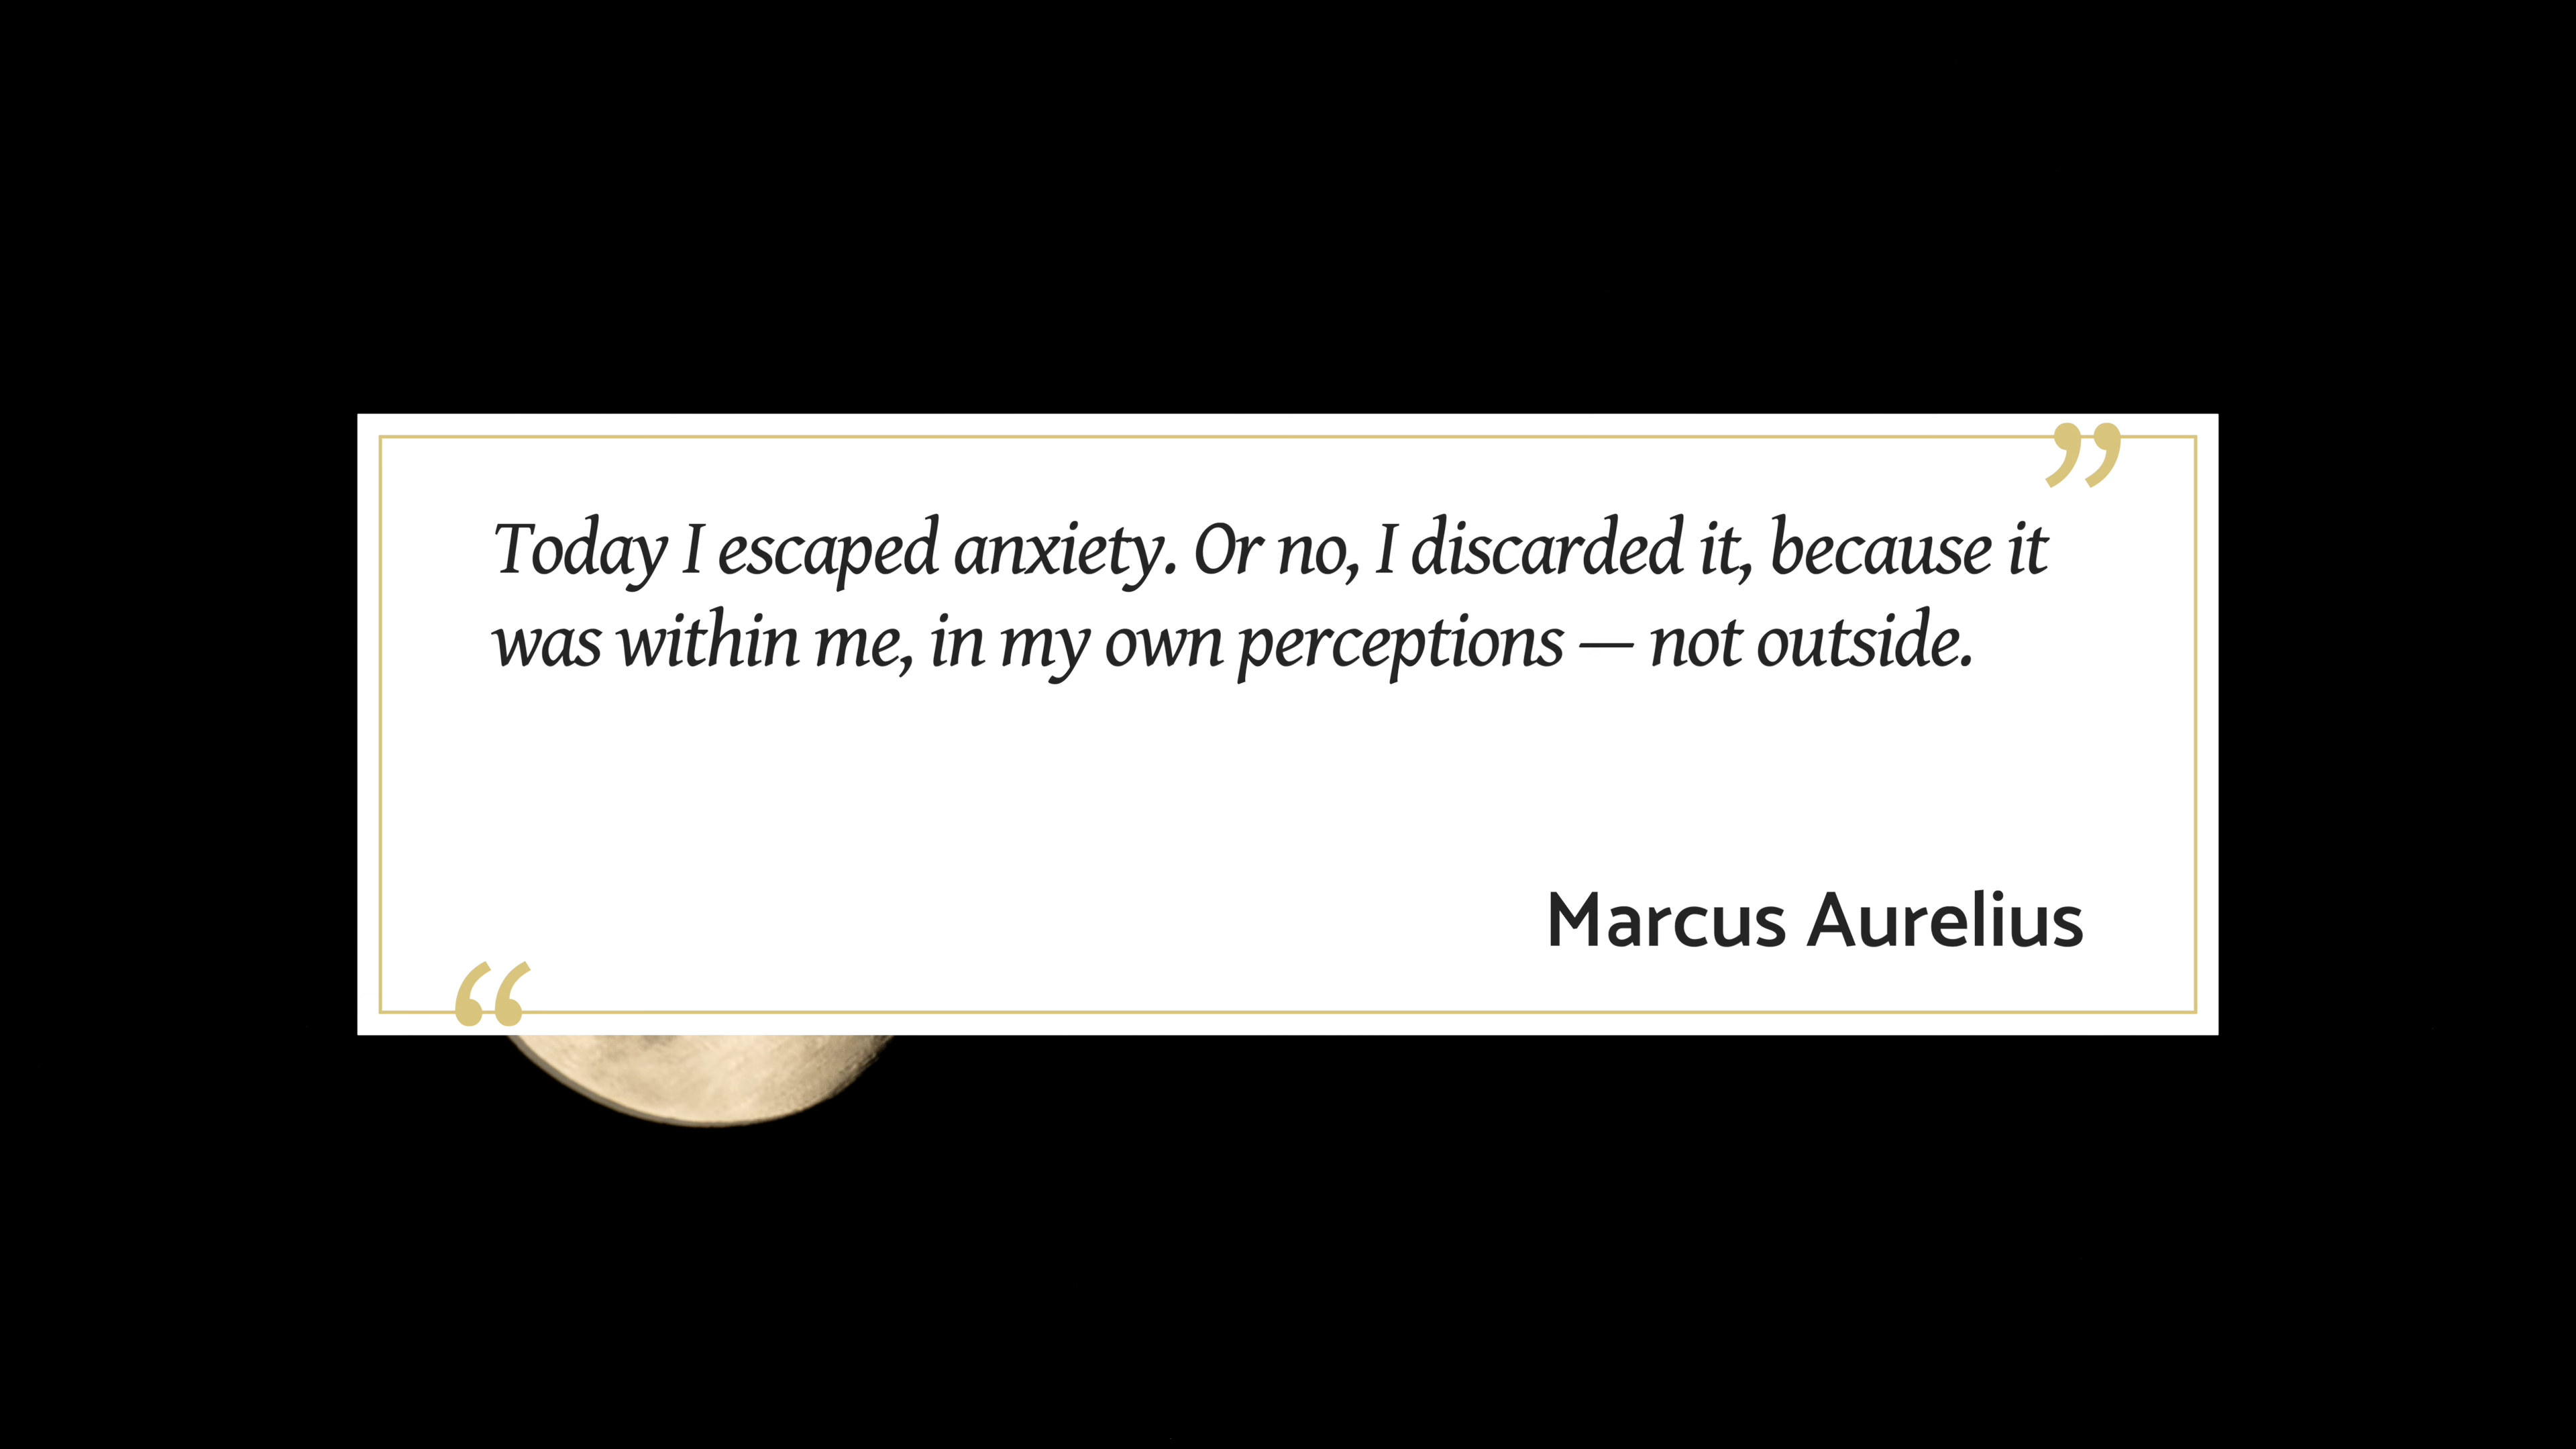 Today I escaped anxiety. Or no, I discarded it, because it
was within me, in my own perceptions — not outside.
Marcus Aurelius